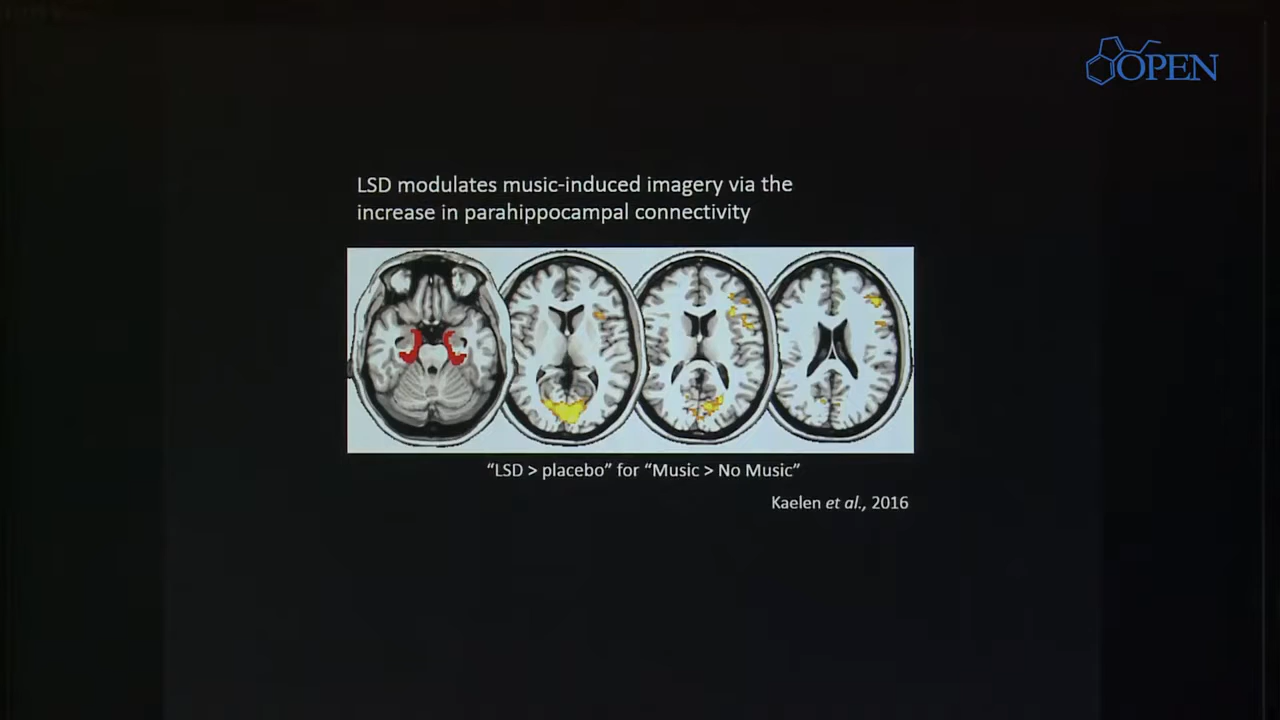 OPEN
LSD modulates music-induced imagery via the
increase in parahippocampal connectivity
“LSD > placebo” for “Music > No Music”
Kaelen et al., 2016